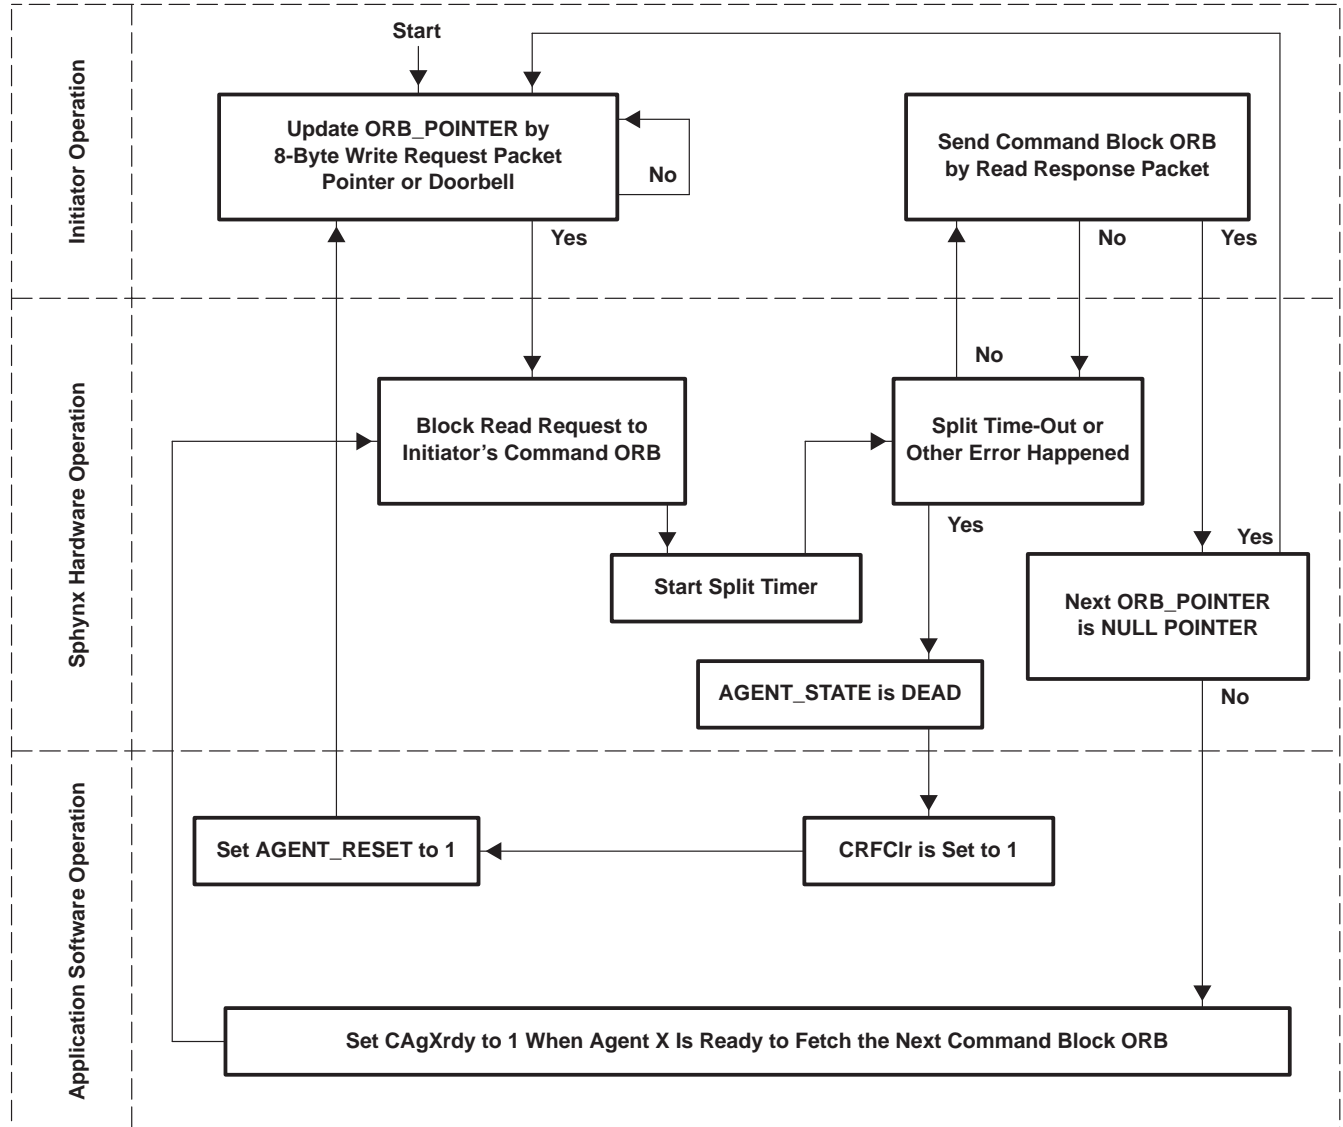 Initiator Operation
Start
Update ORB_POINTER by
8-Byte Write Request Packet
Pointer or Doorbell
No
Yes
Send Command Block ORB
by Read Response Packet
No
Yes
Sphynx Hardware Operation
Block Read Request to
Initiator's Command ORB
No
Split Time-Out or
Other Error Happened
Yes
Start Split Timer
Yes
Next ORB_POINTER
is NULL POINTER
No
AGENT_STATE is DEAD
Application Software Operation
Set AGENT_RESET to 1
CRFClr is Set to 1
Set CAgXrdy to 1 When Agent X Is Ready to Fetch the Next Command Block ORB